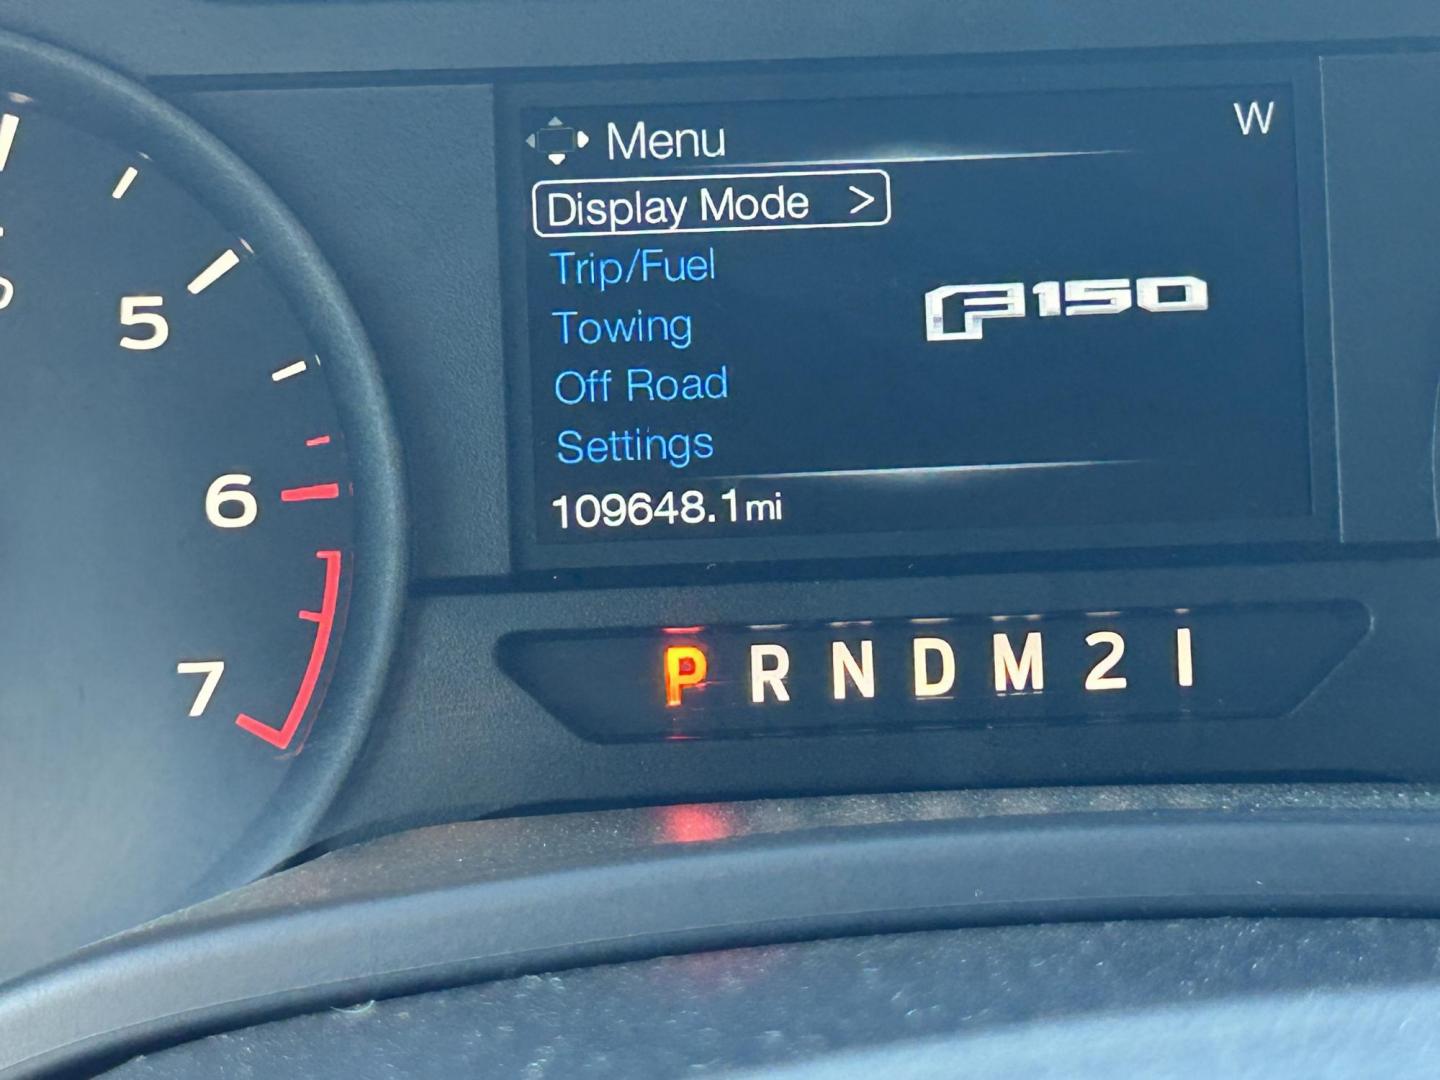 W
Menu
Display Mode >
Trip/Fuel
Towing
Off Road
Settings
F150
109648.1mi
5
6
7
P R N D M 2 1